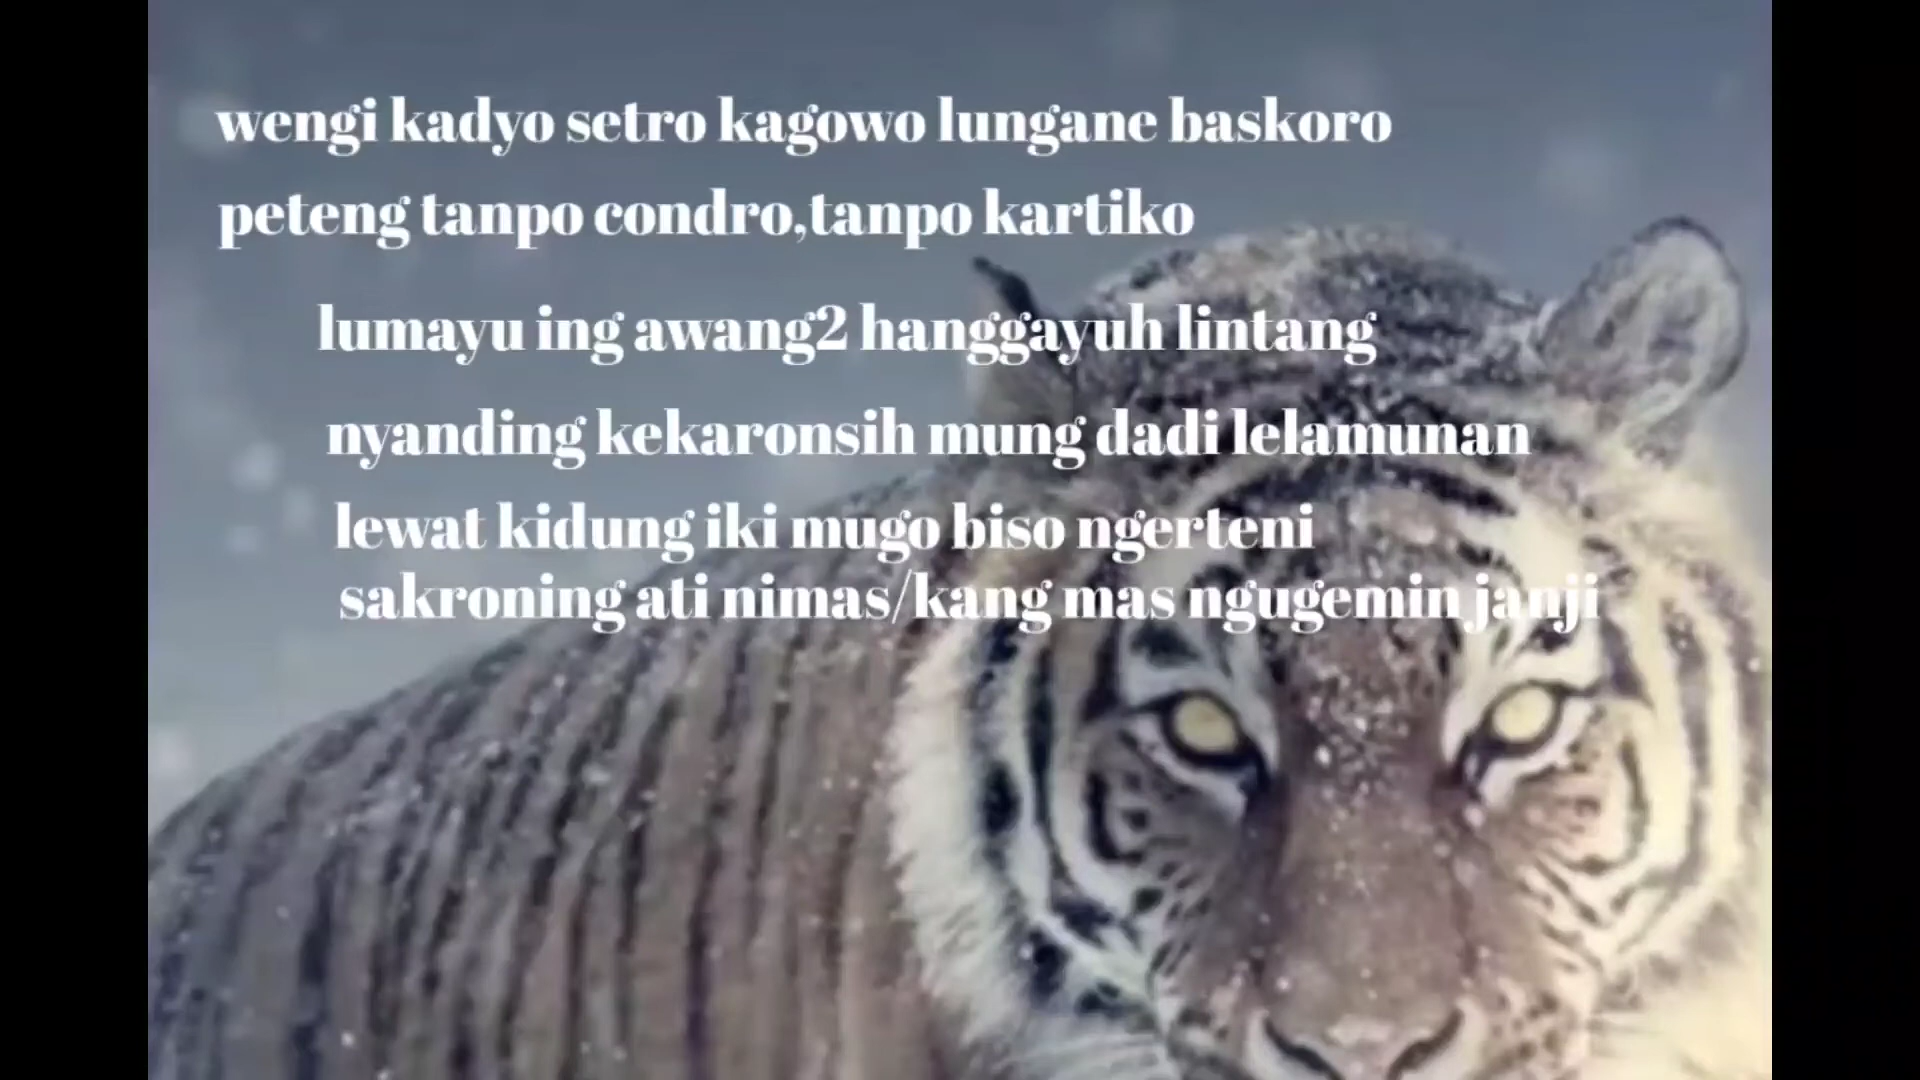 wengi kadyo setro kagowo lungane baskoro
peteng tanpo condro,tanpo kartiko
lumayu ing awang2 hanggayuh lintang
nyanding kekaronsih mung dadi lelamunan
lewat kidung iki mugo biso ngerteni
sakroning ati nimas/kang mas ngugemin janji